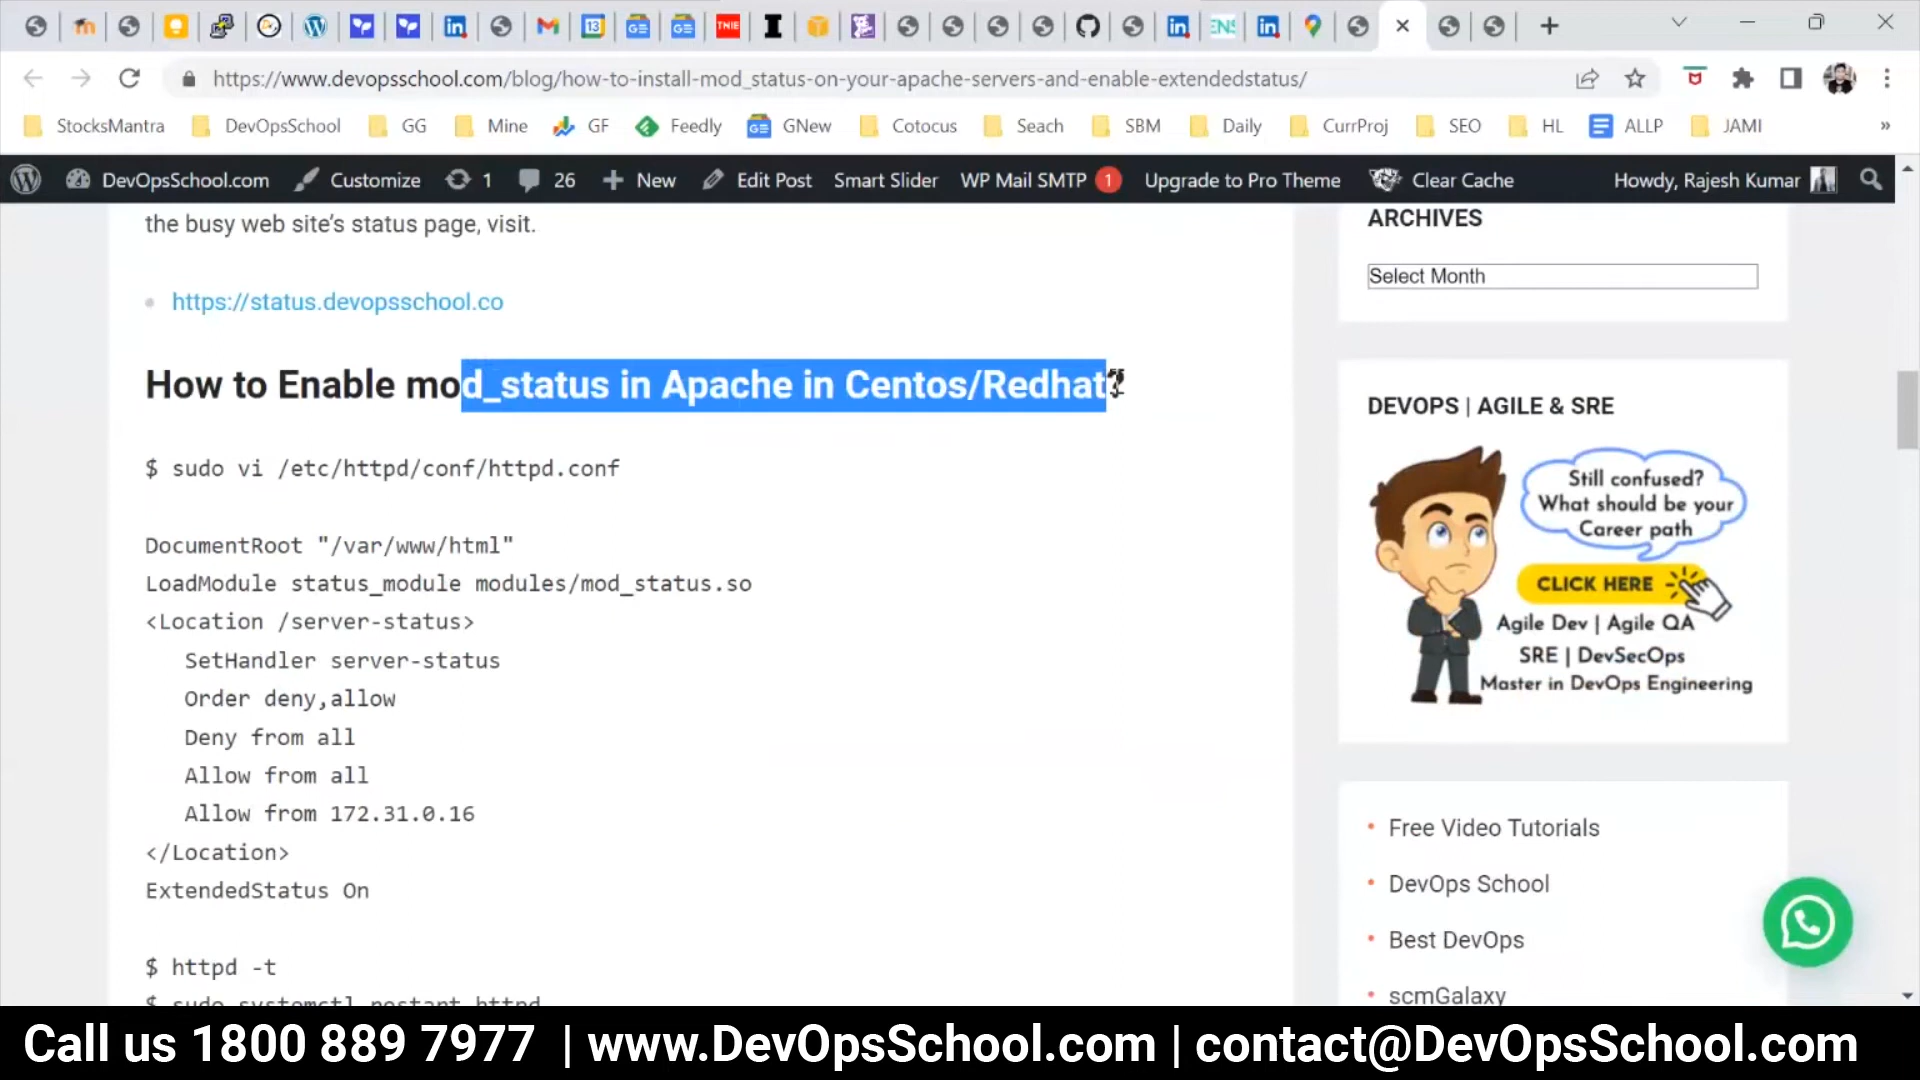 13
TNIE
I
ENS
https://www.devopsschool.com/blog/how-to-install-mod_status-on-your-apache-servers-and-enable-extendedstatus/
StocksMantra DevOpsSchool GG Mine GF Feedly GNew Cotocus Seach SBM Daily CurrProj SEO HL ALLP JAMI »
DevOpsSchool.com Customize 1 26 New Edit Post Smart Slider WP Mail SMTP 1 Upgrade to Pro Theme Clear Cache Howdy, Rajesh Kumar
the busy web site’s status page, visit.
https://status.devopsschool.co
How to Enable mod_status in Apache in Centos/Redhat?
$ sudo vi /etc/httpd/conf/httpd.conf
DocumentRoot "/var/www/html"
LoadModule status_module modules/mod_status.so
<Location /server-status>
SetHandler server-status
Order deny,allow
Deny from all
Allow from all
Allow from 172.31.0.16
</Location>
ExtendedStatus On
$ httpd -t
$ sudo systemctl restart httpd
ARCHIVES
Select Month
DEVOPS | AGILE & SRE
Still confused?
What should be your
Career path
CLICK HERE
Agile Dev | Agile QA
SRE | DevSecOps
Master in DevOps Engineering
Free Video Tutorials
DevOps School
Best DevOps
scmGalaxy
Call us 1800 889 7977 | www.DevOpsSchool.com | contact@DevOpsSchool.com